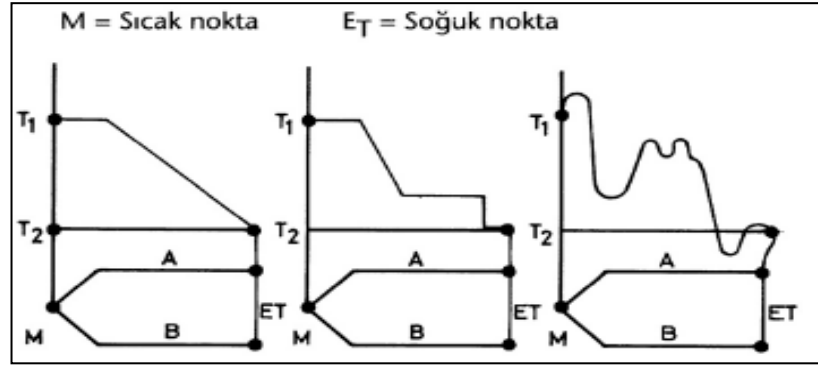 M = Sıcak nokta E_T = Soğuk nokta
T₁ T₁ T₁
T₂ T₂ T₂
A A A
ET ET ET
M B M B M B